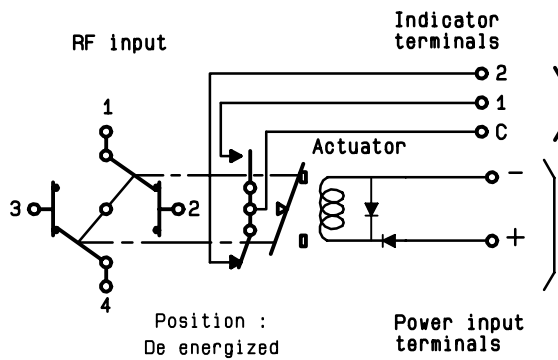 Indicator
terminals
RF input
2
1
1
C
Actuator
-
3
2
+
4
Position :
De energized
Power input
terminals